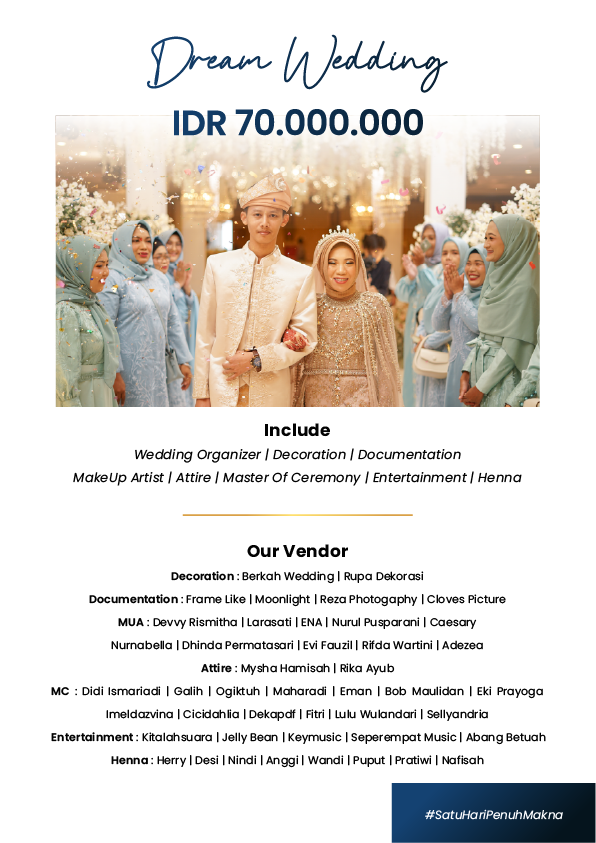 Dream Wedding
IDR 70.000.000
Include
Wedding Organizer | Decoration | Documentation
MakeUp Artist | Attire | Master Of Ceremony | Entertainment | Henna
Our Vendor
Decoration : Berkah Wedding | Rupa Dekorasi
Documentation : Frame Like | Moonlight | Reza Photogaphy | Cloves Picture
MUA : Devvy Rismitha | Larasati | ENA | Nurul Pusparani | Caesary
Nurnabella | Dhinda Permatasari | Evi Fauzil | Rifda Wartini | Adezea
Attire : Mysha Hamisah | Rika Ayub
MC : Didi Ismariadi | Galih | Ogiktuh | Maharadi | Eman | Bob Maulidan | Eki Prayoga
Imeldazvina | Cicidahlia | Dekapdf | Fitri | Lulu Wulandari | Sellyandria
Entertainment : Kitalahsuara | Jelly Bean | Keymusic | Seperempat Music | Abang Betuah
Henna : Herry | Desi | Nindi | Anggi | Wandi | Puput | Pratiwi | Nafisah
#SatuHariPenuhMakna